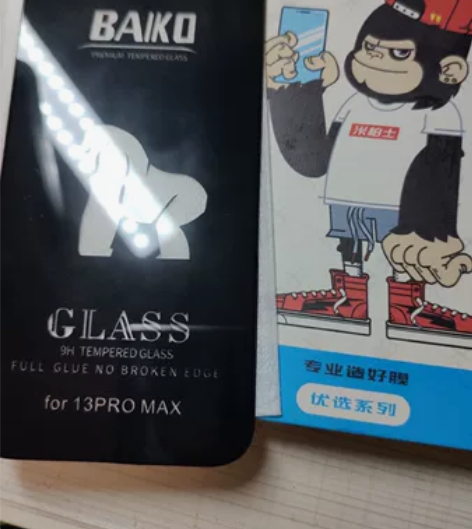 BAIKO
PREMIUM TEMPERED GLASS
GLASS
9H TEMPERED GLASS
FULL GLUE NO BROKEN EDGE
for 13PRO MAX
米柏士
专业造好膜
优选系列